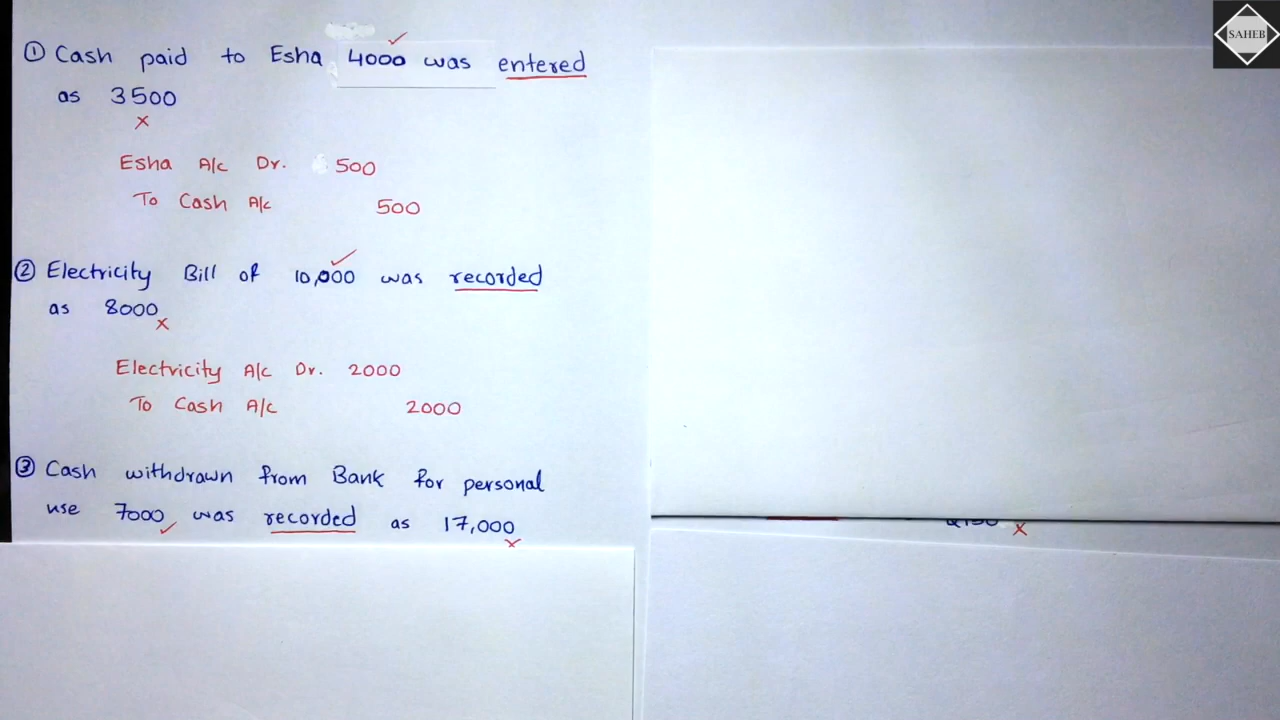 ① Cash paid to Esha 4000 was entered
as 3500
Esha A/c Dr. 500
To Cash A/c 500
② Electricity Bill of 10,000 was recorded
as 8000
Electricity A/c Dr. 2000
To Cash A/c 2000
③ Cash withdrawn from Bank for personal
use 7000 was recorded as 17,000
SAHEB